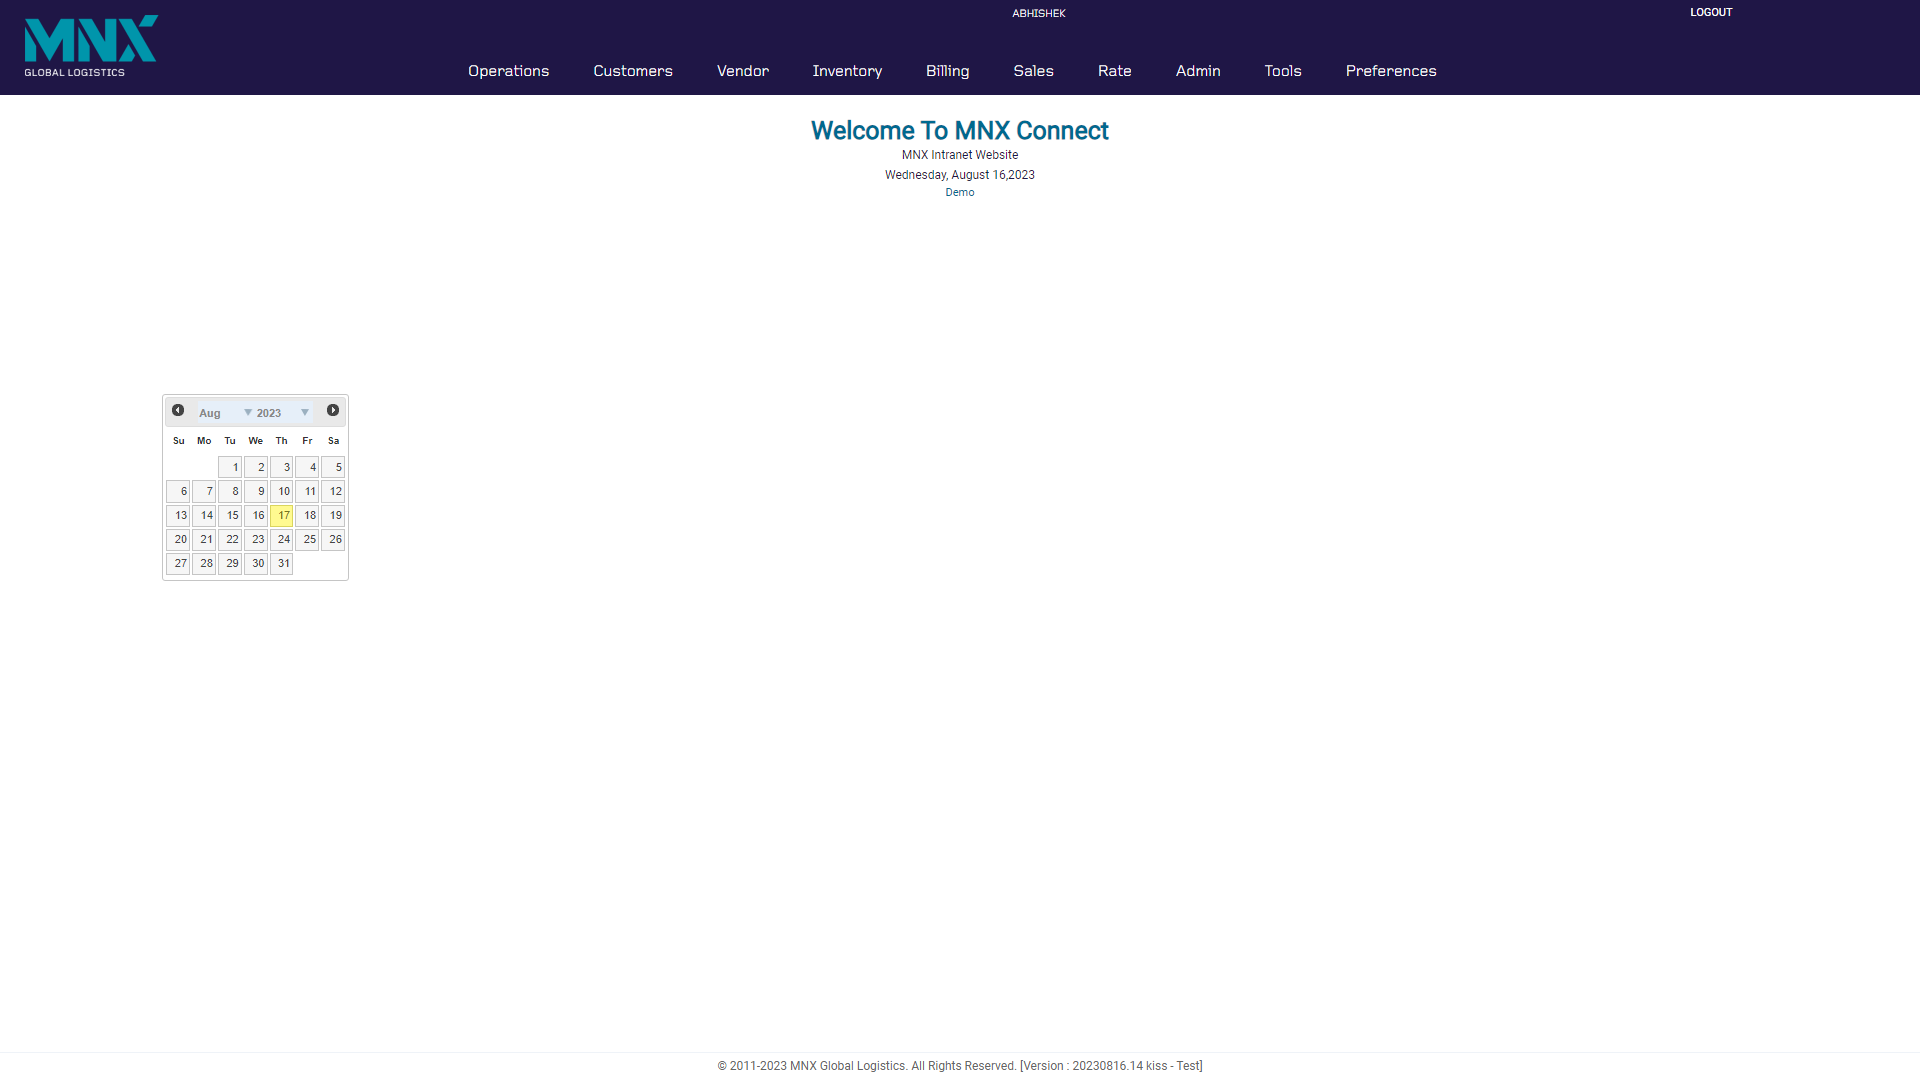 MNX
GLOBAL LOGISTICS
ABHISHEK
LOGOUT
Operations Customers Vendor Inventory Billing Sales Rate Admin Tools Preferences
Welcome To MNX Connect
MNX Intranet Website
Wednesday, August 16,2023
Demo
Aug 2023
Su Mo Tu We Th Fr Sa
1 2 3 4 5
6 7 8 9 10 11 12
13 14 15 16 17 18 19
20 21 22 23 24 25 26
27 28 29 30 31
© 2011-2023 MNX Global Logistics. All Rights Reserved. [Version : 20230816.14 kiss - Test]